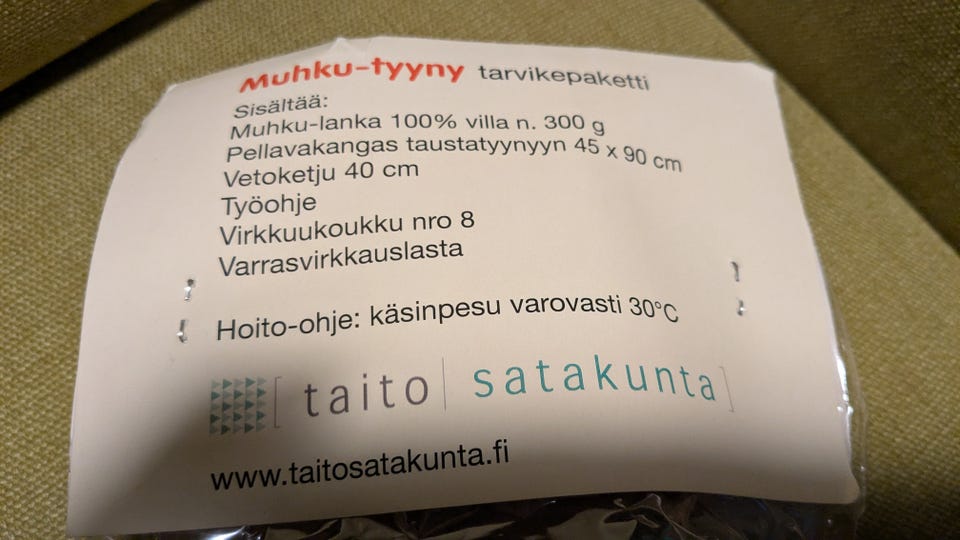 Muhku-tyyny tarvikepaketti
Sisältää:
Muhku-lanka 100% villa n. 300 g
Pellavakangas taustatyynyyn 45 x 90 cm
Vetoketju 40 cm
Työohje
Virkkuukoukku nro 8
Varrasvirkkauslasta
Hoito-ohje: käsinpesu varovasti 30°C
[ taito | satakunta ]
www.taitosatakunta.fi